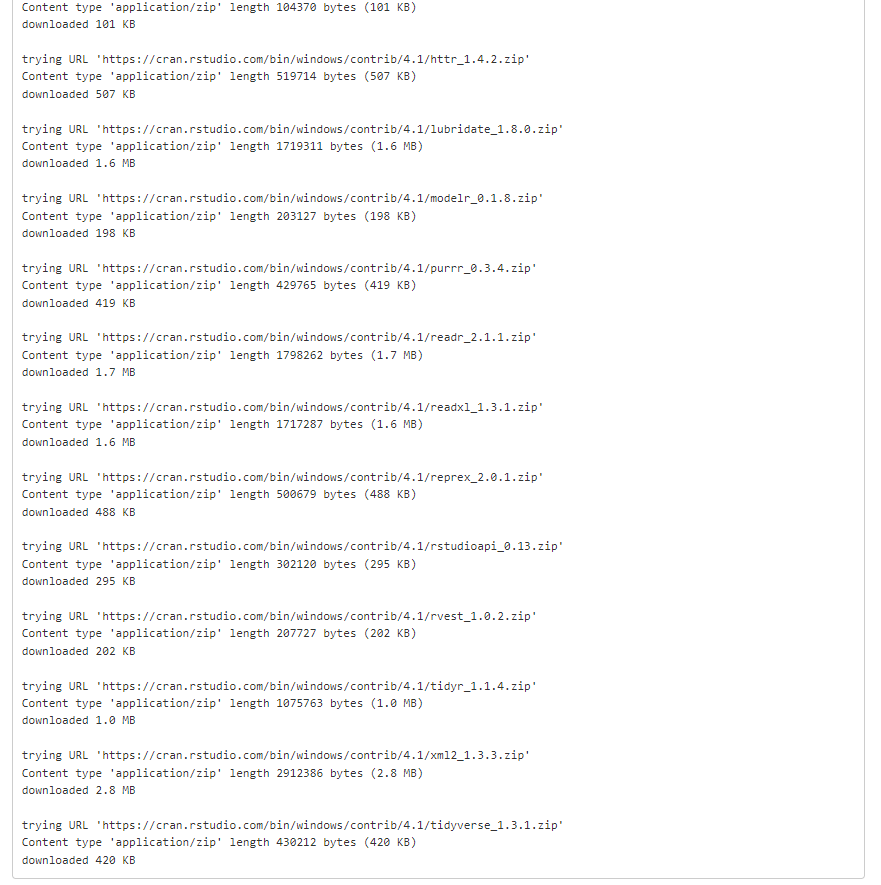 Content type 'application/zip' length 104370 bytes (101 KB)
downloaded 101 KB
trying URL 'https://cran.rstudio.com/bin/windows/contrib/4.1/httr_1.4.2.zip'
Content type 'application/zip' length 519714 bytes (507 KB)
downloaded 507 KB
trying URL 'https://cran.rstudio.com/bin/windows/contrib/4.1/lubridate_1.8.0.zip'
Content type 'application/zip' length 1719311 bytes (1.6 MB)
downloaded 1.6 MB
trying URL 'https://cran.rstudio.com/bin/windows/contrib/4.1/modelr_0.1.8.zip'
Content type 'application/zip' length 203127 bytes (198 KB)
downloaded 198 KB
trying URL 'https://cran.rstudio.com/bin/windows/contrib/4.1/purrr_0.3.4.zip'
Content type 'application/zip' length 429765 bytes (419 KB)
downloaded 419 KB
trying URL 'https://cran.rstudio.com/bin/windows/contrib/4.1/readr_2.1.1.zip'
Content type 'application/zip' length 1798262 bytes (1.7 MB)
downloaded 1.7 MB
trying URL 'https://cran.rstudio.com/bin/windows/contrib/4.1/readxl_1.3.1.zip'
Content type 'application/zip' length 1717287 bytes (1.6 MB)
downloaded 1.6 MB
trying URL 'https://cran.rstudio.com/bin/windows/contrib/4.1/reprex_2.0.1.zip'
Content type 'application/zip' length 500679 bytes (488 KB)
downloaded 488 KB
trying URL 'https://cran.rstudio.com/bin/windows/contrib/4.1/rstudioapi_0.13.zip'
Content type 'application/zip' length 302120 bytes (295 KB)
downloaded 295 KB
trying URL 'https://cran.rstudio.com/bin/windows/contrib/4.1/rvest_1.0.2.zip'
Content type 'application/zip' length 207727 bytes (202 KB)
downloaded 202 KB
trying URL 'https://cran.rstudio.com/bin/windows/contrib/4.1/tidyr_1.1.4.zip'
Content type 'application/zip' length 1075763 bytes (1.0 MB)
downloaded 1.0 MB
trying URL 'https://cran.rstudio.com/bin/windows/contrib/4.1/xml2_1.3.3.zip'
Content type 'application/zip' length 2912386 bytes (2.8 MB)
downloaded 2.8 MB
trying URL 'https://cran.rstudio.com/bin/windows/contrib/4.1/tidyverse_1.3.1.zip'
Content type 'application/zip' length 430212 bytes (420 KB)
downloaded 420 KB